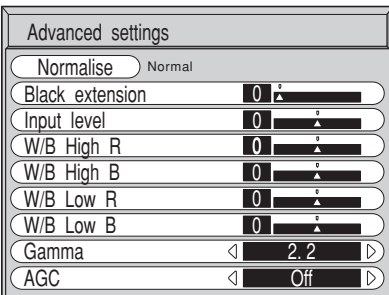 Advanced settings
Normalise Normal
Black extension 0
Input level 0
W/B High R 0
W/B High B 0
W/B Low R 0
W/B Low B 0
Gamma 2.2
AGC Off